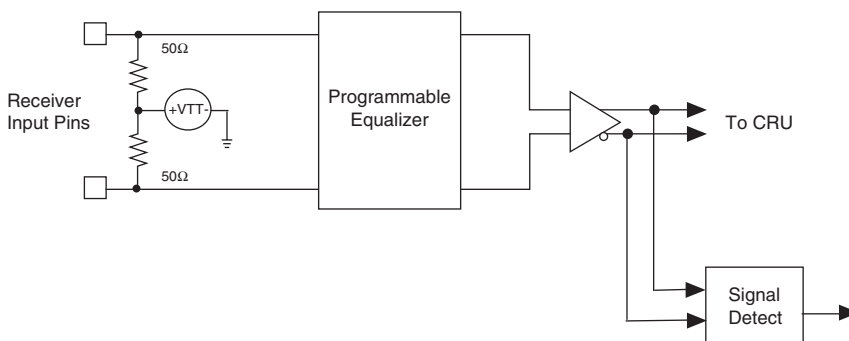 50Ω
Receiver
Input Pins
+VTT-
50Ω
Programmable
Equalizer
To CRU
Signal
Detect